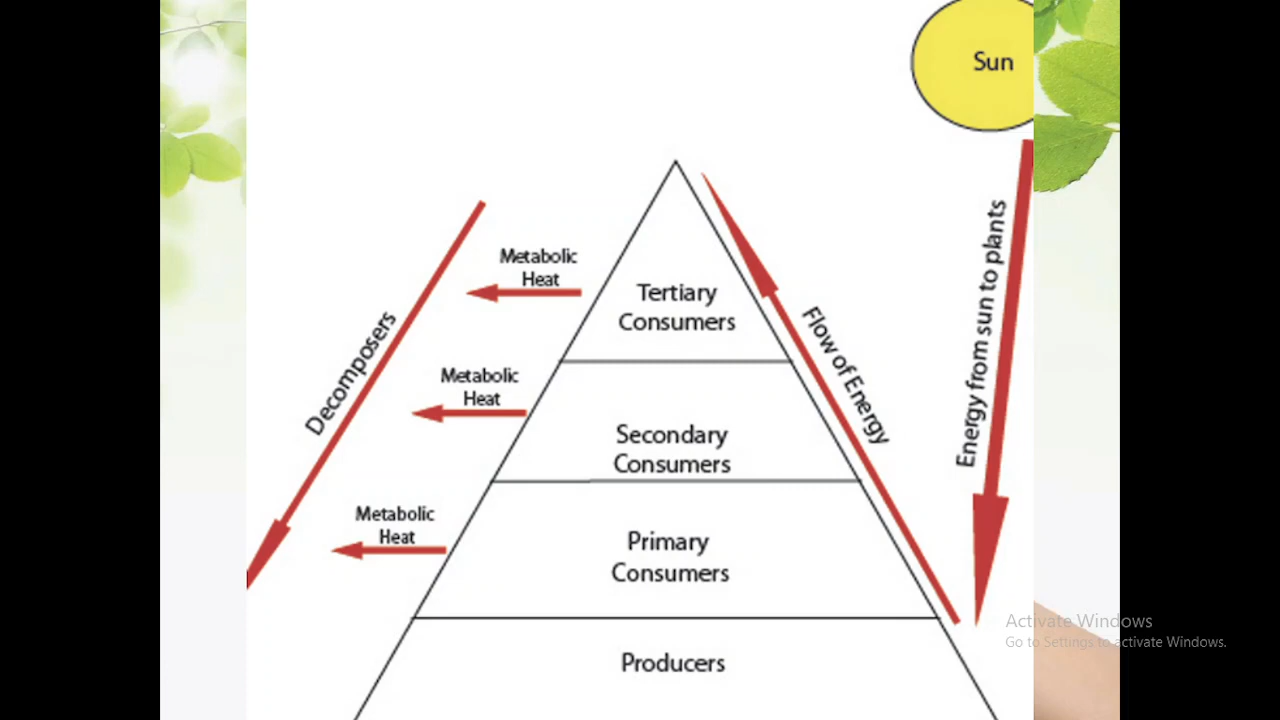 Sun
Metabolic
Heat
Tertiary
Consumers
Decomposers
Flow of Energy
Energy from sun to plants
Metabolic
Heat
Secondary
Consumers
Metabolic
Heat
Primary
Consumers
Producers
Activate Windows
Go to Settings to activate Windows.